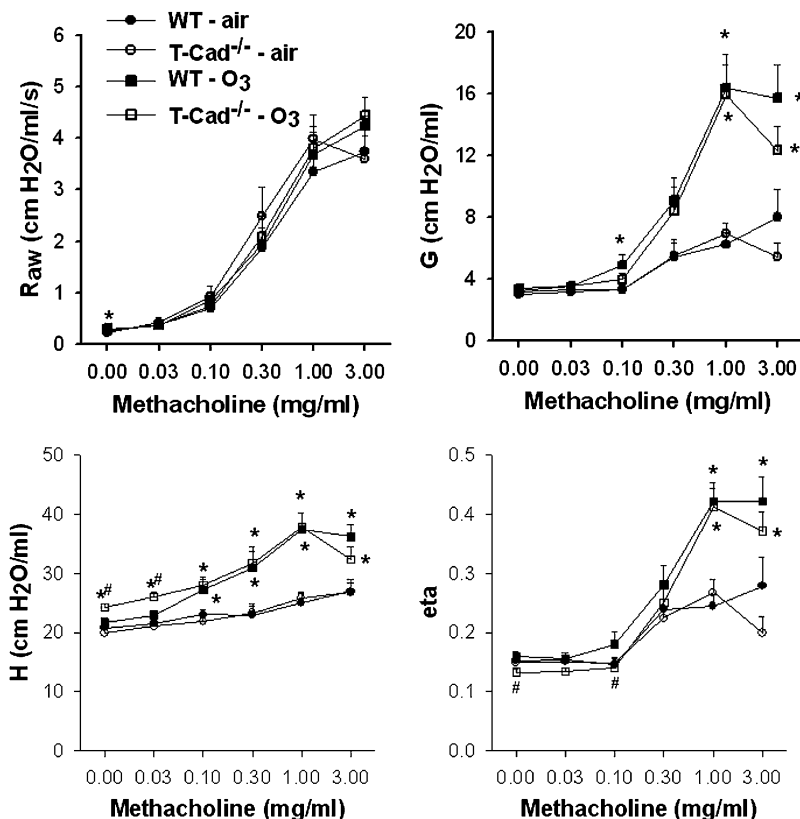 WT - air
T-Cad-/- - air
WT - O3
T-Cad-/- - O3
Raw (cm H2O/ml/s)
6
5
4
3
2
1
0
*
0.00 0.03 0.10 0.30 1.00 3.00
Methacholine (mg/ml)
G (cm H2O/ml)
20
16
12
8
4
0
*
*
*
*
*
0.00 0.03 0.10 0.30 1.00 3.00
Methacholine (mg/ml)
H (cm H2O/ml)
50
40
30
20
10
0
*#
*#
*
*
*
*
*
*
*
*
0.00 0.03 0.10 0.30 1.00 3.00
Methacholine (mg/ml)
eta
0.5
0.4
0.3
0.2
0.1
0.0
*
*
*
*
#
#
0.00 0.03 0.10 0.30 1.00 3.00
Methacholine (mg/ml)